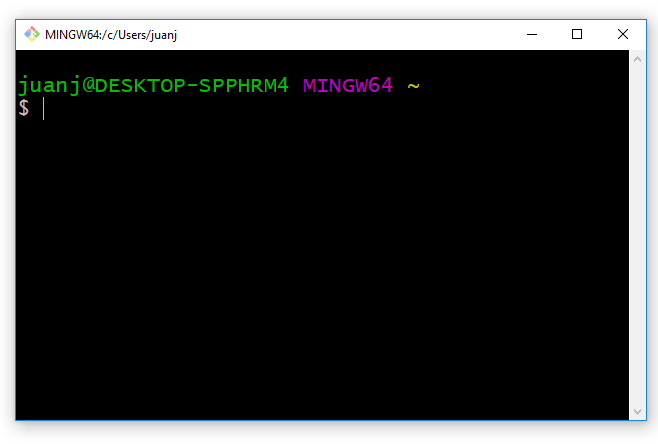 MINGW64:/c/Users/juanj
juanj@DESKTOP-SPPHRM4 MINGW64 ~
$